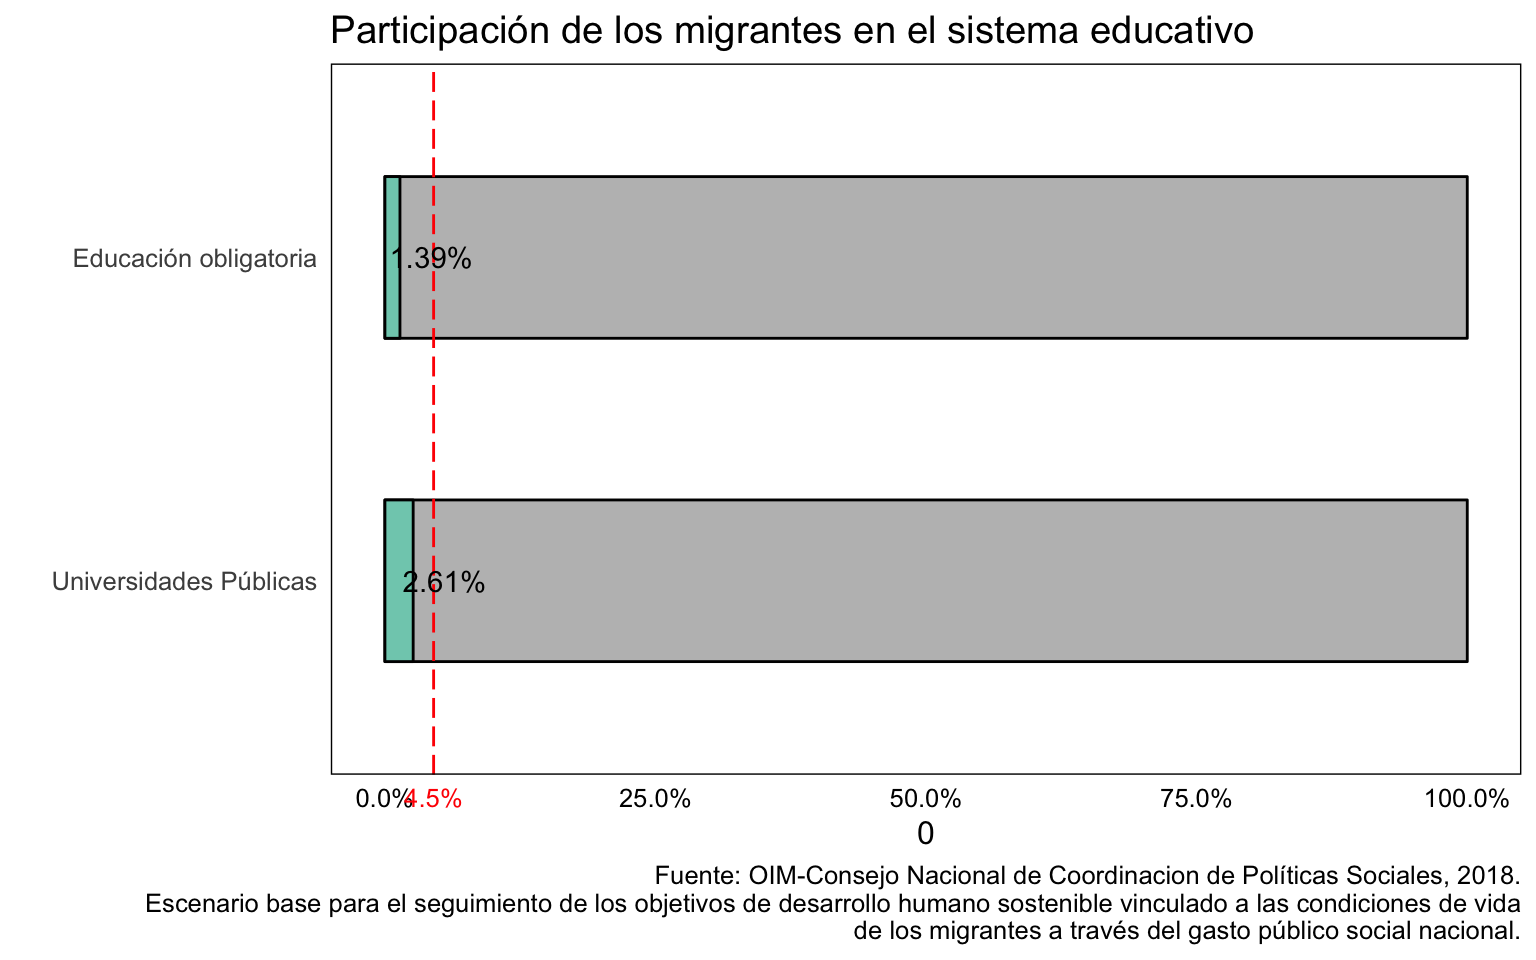 Participación de los migrantes en el sistema educativo
Educación obligatoria
1.39%
Universidades Públicas
2.61%
0.0%
4.5%
25.0%
50.0%
75.0%
100.0%
0
Fuente: OIM-Consejo Nacional de Coordinacion de Políticas Sociales, 2018.
Escenario base para el seguimiento de los objetivos de desarrollo humano sostenible vinculado a las condiciones de vida
de los migrantes a través del gasto público social nacional.